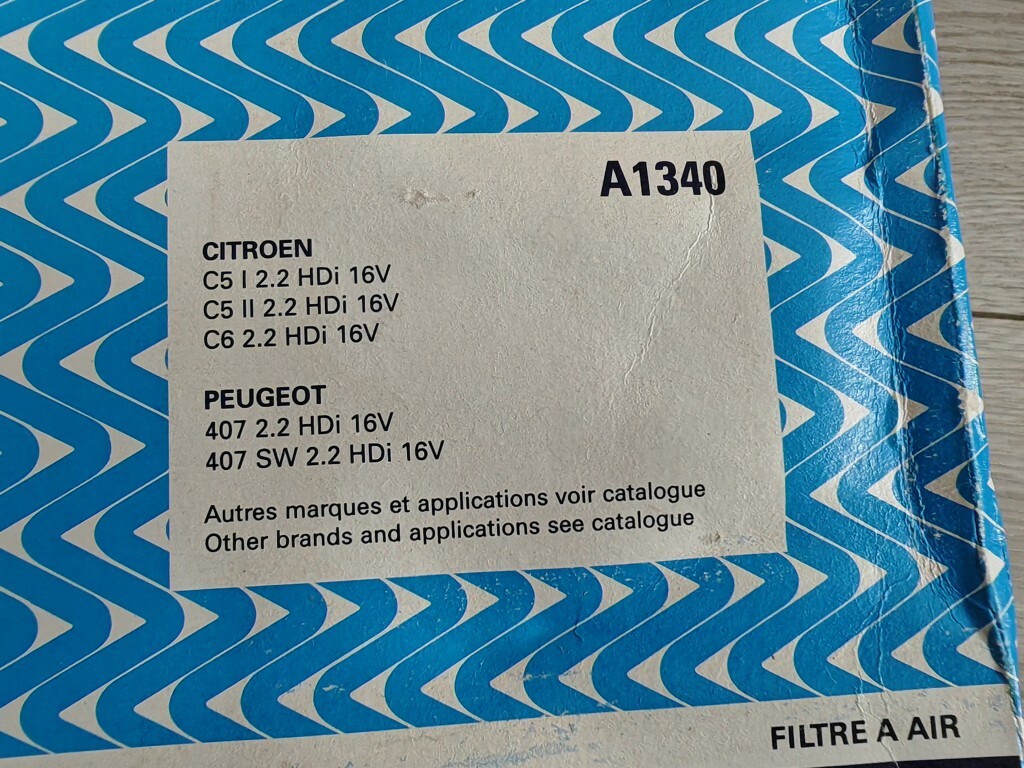 A1340
CITROEN
C5 I 2.2 HDi 16V
C5 II 2.2 HDi 16V
C6 2.2 HDi 16V
PEUGEOT
407 2.2 HDi 16V
407 SW 2.2 HDi 16V
Autres marques et applications voir catalogue
Other brands and applications see catalogue
FILTRE A AIR